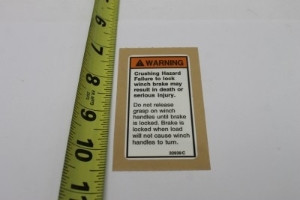 ⚠ WARNING
Crushing Hazard
Failure to lock
winch brake may
result in death or
serious injury.
Do not release
grasp on winch
handles until brake
is locked. Brake is
locked when load
will not cause winch
handles to turn.
7
8
9
10